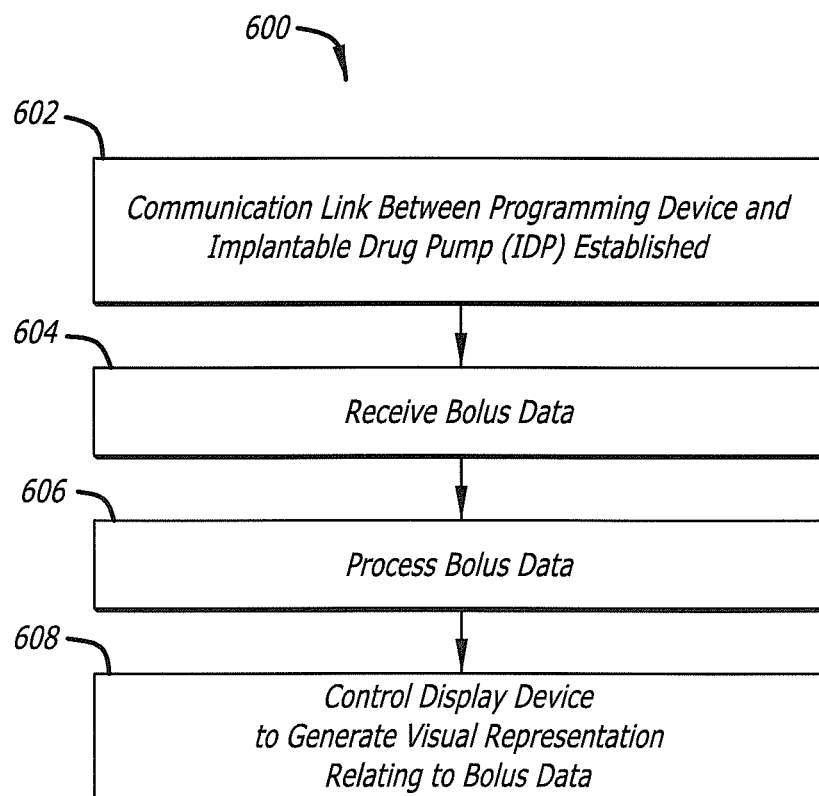 600
602
Communication Link Between Programming Device and
Implantable Drug Pump (IDP) Established
604
Receive Bolus Data
606
Process Bolus Data
608
Control Display Device
to Generate Visual Representation
Relating to Bolus Data